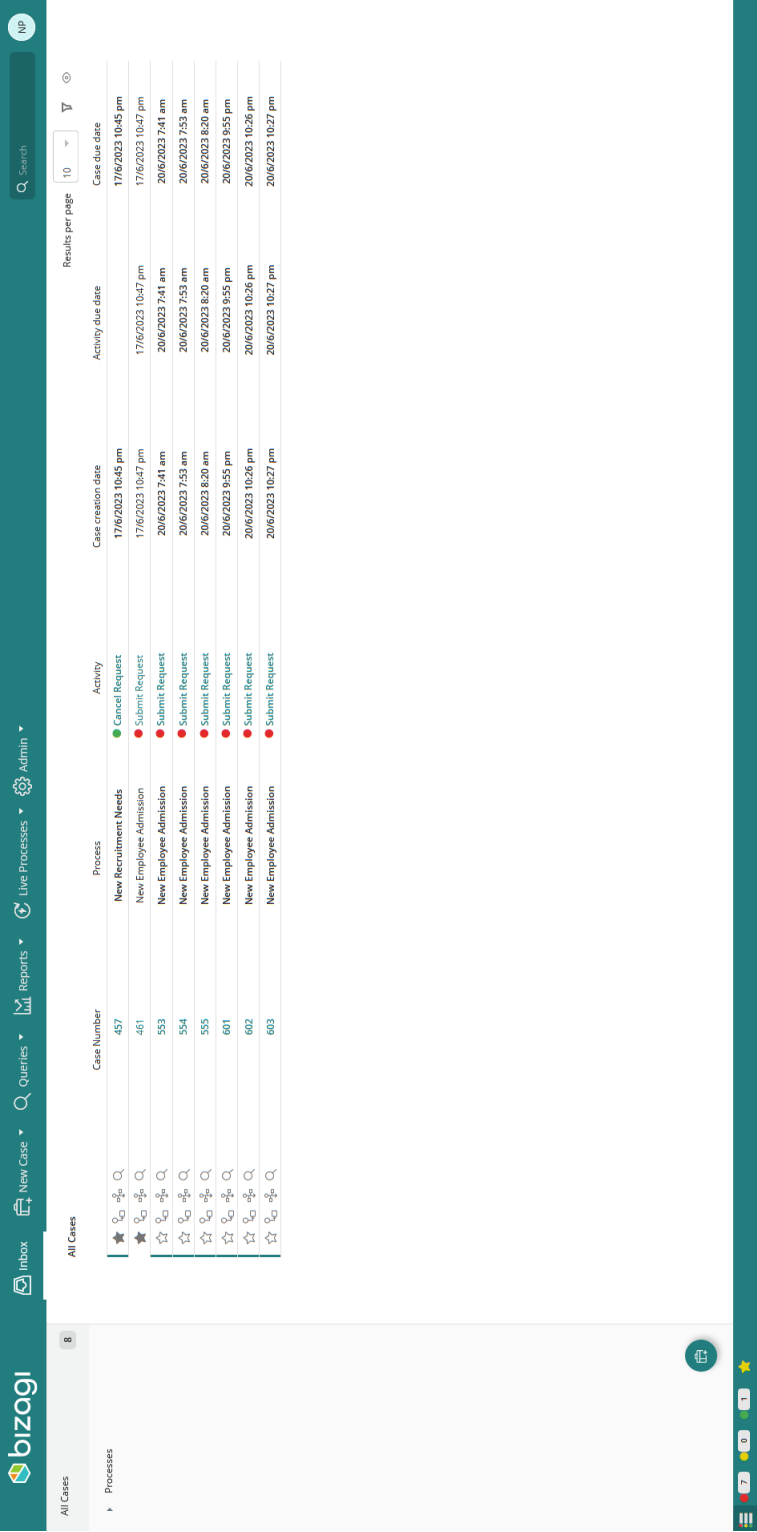 bizagi Inbox New Case Queries Reports Live Processes Admin Search NP
All Cases 8
Processes
All Cases Results per page 10
Case Number Process Activity Case creation date Activity due date Case due date
457 New Recruitment Needs Cancel Request 17/6/2023 10:45 pm 17/6/2023 10:45 pm
461 New Employee Admission Submit Request 17/6/2023 10:47 pm 17/6/2023 10:47 pm 17/6/2023 10:47 pm
553 New Employee Admission Submit Request 20/6/2023 7:41 am 20/6/2023 7:41 am 20/6/2023 7:41 am
554 New Employee Admission Submit Request 20/6/2023 7:53 am 20/6/2023 7:53 am 20/6/2023 7:53 am
555 New Employee Admission Submit Request 20/6/2023 8:20 am 20/6/2023 8:20 am 20/6/2023 8:20 am
601 New Employee Admission Submit Request 20/6/2023 9:55 pm 20/6/2023 9:55 pm 20/6/2023 9:55 pm
602 New Employee Admission Submit Request 20/6/2023 10:26 pm 20/6/2023 10:26 pm 20/6/2023 10:26 pm
603 New Employee Admission Submit Request 20/6/2023 10:27 pm 20/6/2023 10:27 pm 20/6/2023 10:27 pm
7 0 1